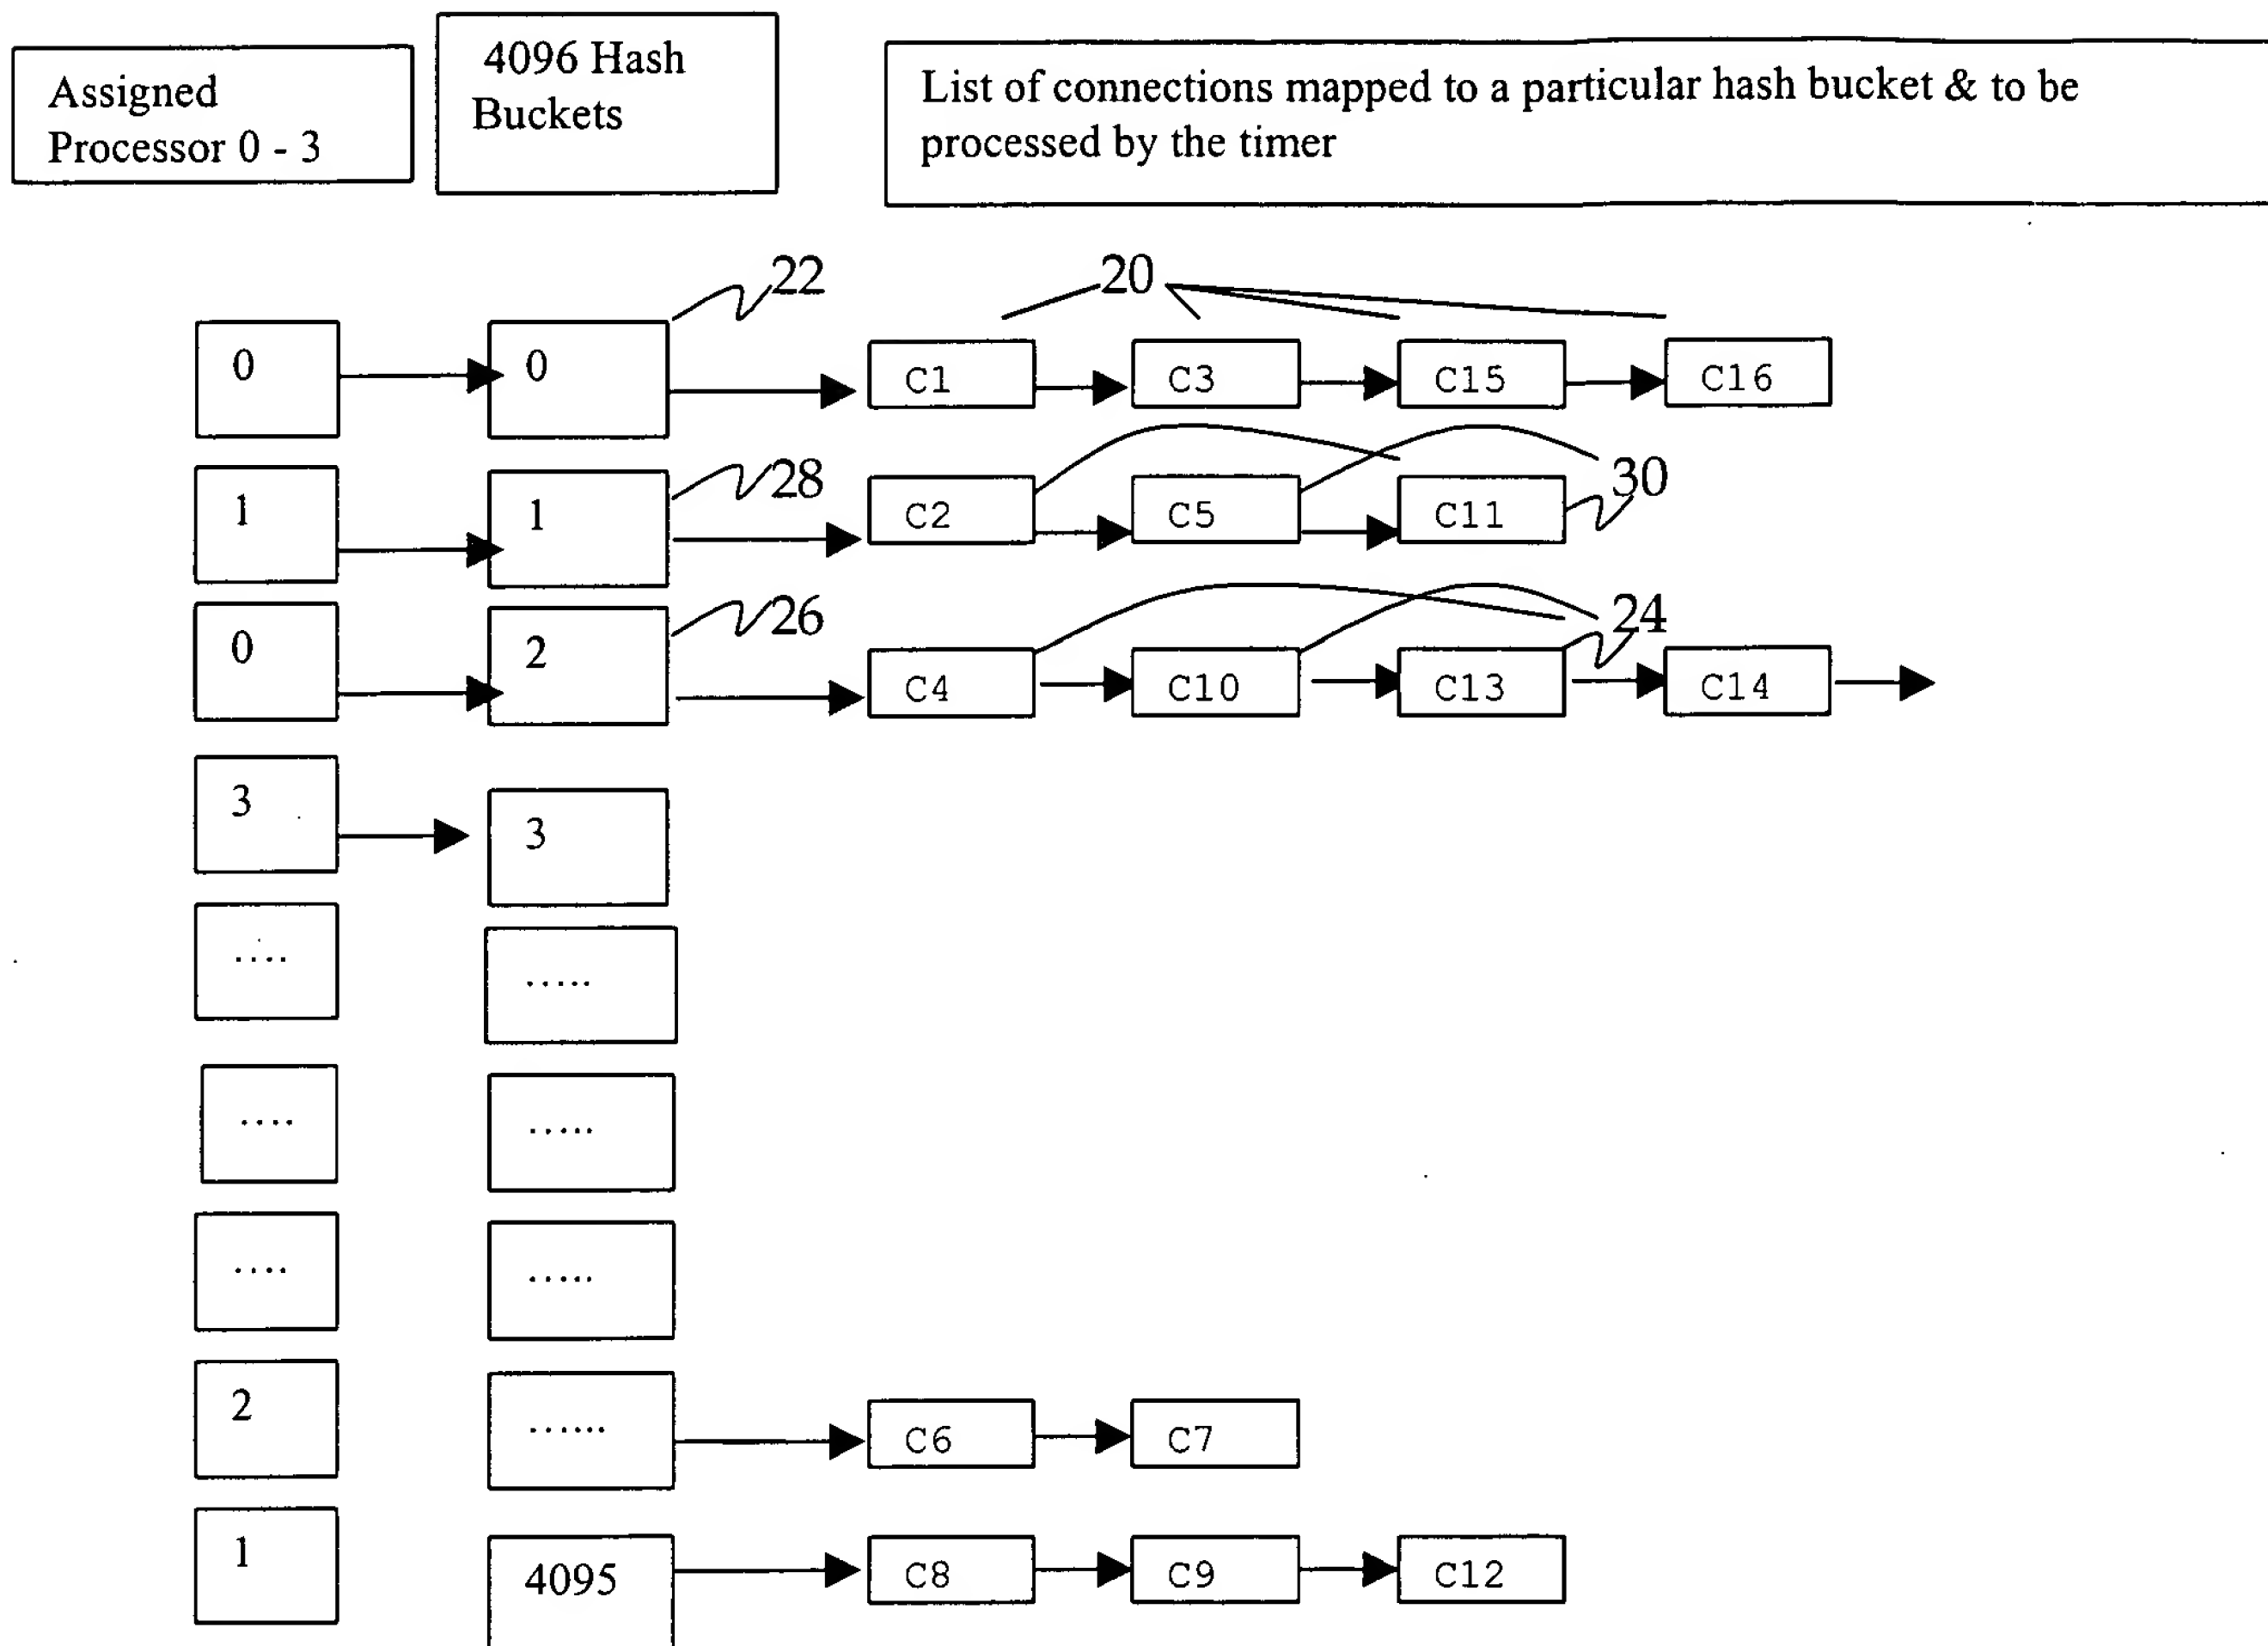 Assigned
Processor 0 - 3
4096 Hash
Buckets
List of connections mapped to a particular hash bucket & to be
processed by the timer
22
20
0
0
C1
C3
C15
C16
28
30
1
1
C2
C5
C11
26
24
0
2
C4
C10
C13
C14
3
3
....
.....
....
.....
....
.....
2
......
C6
C7
1
4095
C8
C9
C12